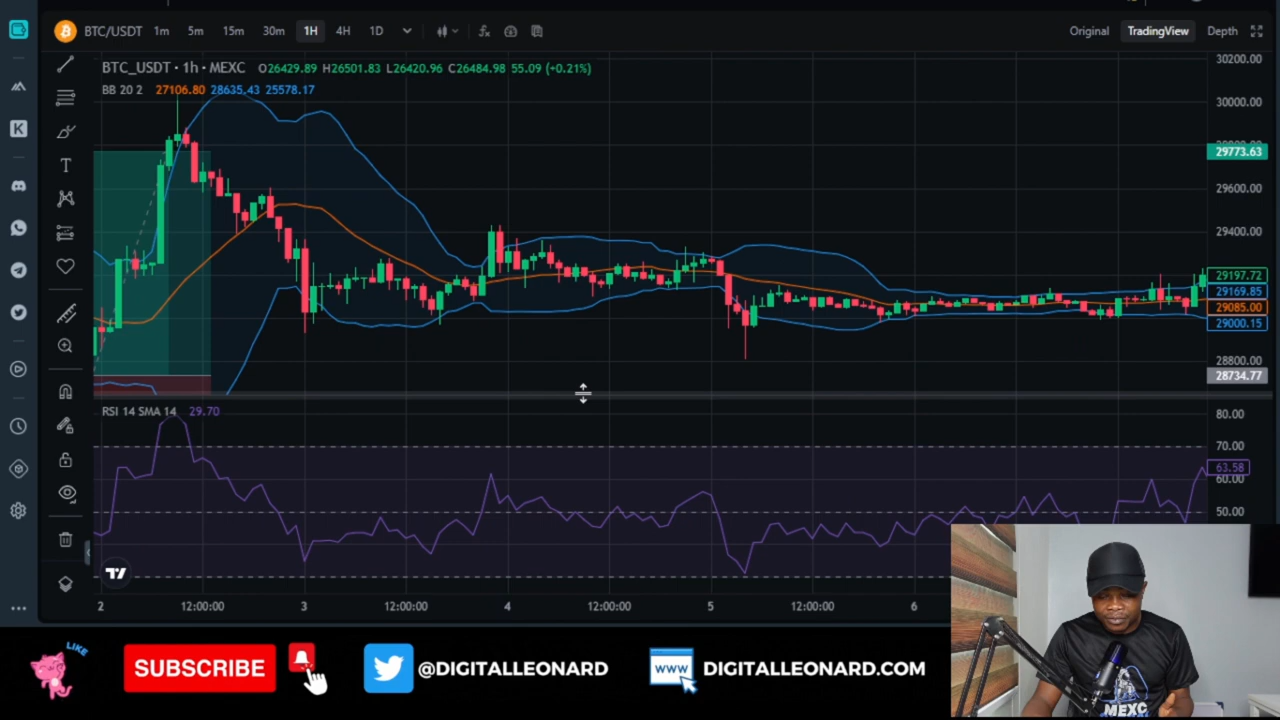 BTC/USDT 1m 5m 15m 30m 1H 4H 1D Original TradingView Depth
BTC_USDT · 1h · MEXC O26429.89 H26501.83 L26420.96 C26484.98 55.09 (+0.21%)
BB 20 2 27106.80 28635.43 25578.17
30200.00
30000.00
29773.63
29600.00
29400.00
29197.72
29169.85
29085.00
29000.15
28800.00
28734.77
RSI 14 SMA 14 29.70
80.00
70.00
63.58
60.00
50.00
2 12:00:00 3 12:00:00 4 12:00:00 5 12:00:00 6
K
T
LIKE
SUBSCRIBE
@DIGITALLEONARD
WWW
DIGITALLEONARD.COM
MEXC